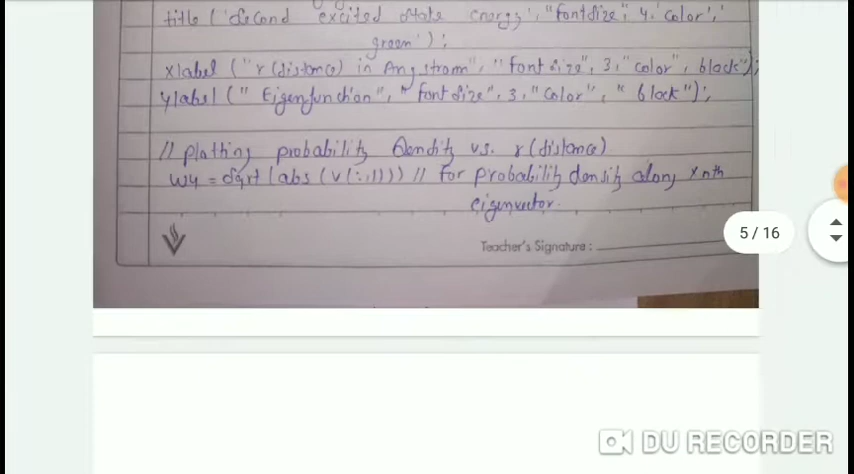 title ('Second excited state energy', "fontsize", 4, 'color', '
green');
xlabel ("r (distance) in Angstrom", "font size", 3, "color", black");
ylabel (" Eigenfunction", " font size", 3, "color", " black");
// plotting probability density vs. r (distance)
w4 = sqrt (abs (v(:,1))) // for probability density along
eigenvector.
Teacher's Signature :
5 / 16
DU RECORDER